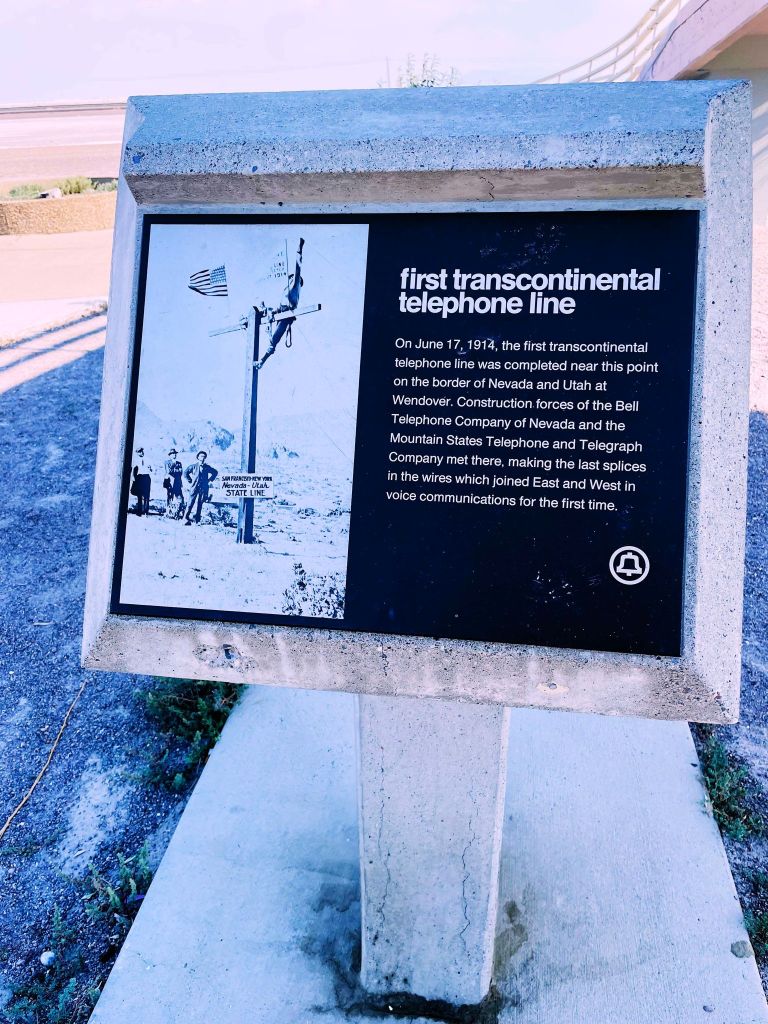 LINE
1914
SAN FRANCISCO-NEW YORK
Nevada-Utah
STATE LINE
first transcontinental
telephone line
On June 17, 1914, the first transcontinental
telephone line was completed near this point
on the border of Nevada and Utah at
Wendover. Construction forces of the Bell
Telephone Company of Nevada and the
Mountain States Telephone and Telegraph
Company met there, making the last splices
in the wires which joined East and West in
voice communications for the first time.